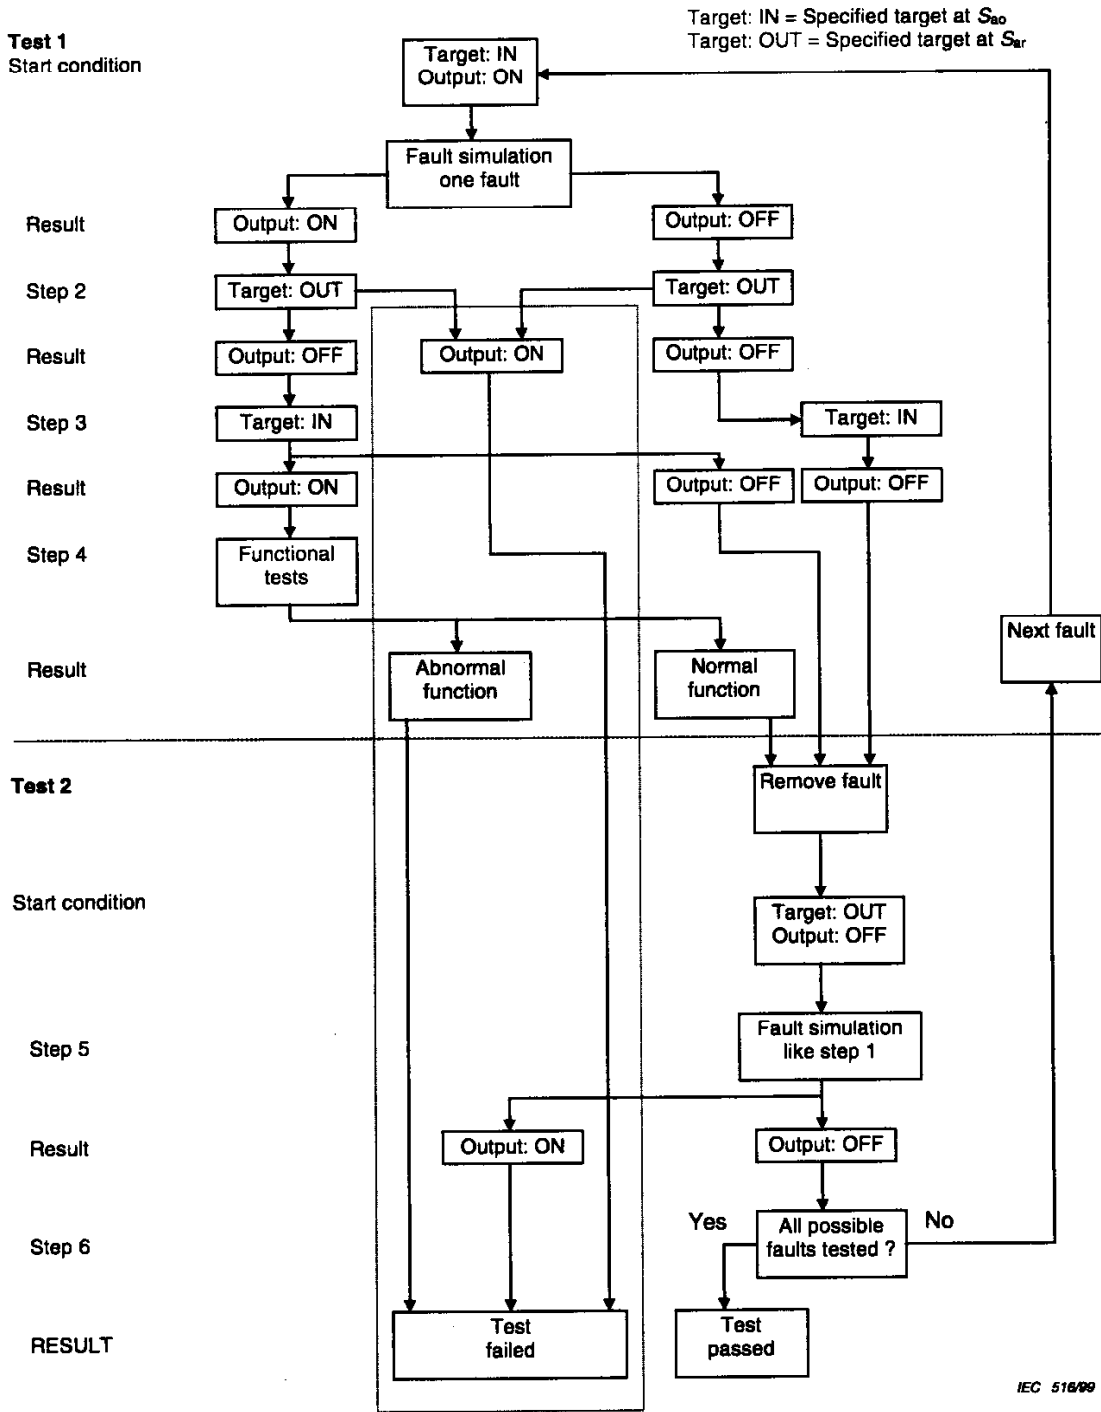 Target: IN = Specified target at Sao
Target: OUT = Specified target at Sar
Test 1
Start condition
Target: IN
Output: ON
Fault simulation
one fault
Result
Output: ON
Output: OFF
Step 2
Target: OUT
Target: OUT
Result
Output: OFF
Output: ON
Output: OFF
Step 3
Target: IN
Target: IN
Result
Output: ON
Output: OFF
Output: OFF
Step 4
Functional
tests
Next fault
Result
Abnormal
function
Normal
function
Test 2
Remove fault
Start condition
Target: OUT
Output: OFF
Step 5
Fault simulation
like step 1
Result
Output: ON
Output: OFF
Step 6
Yes
All possible
faults tested ?
No
RESULT
Test
failed
Test
passed
IEC 516/99